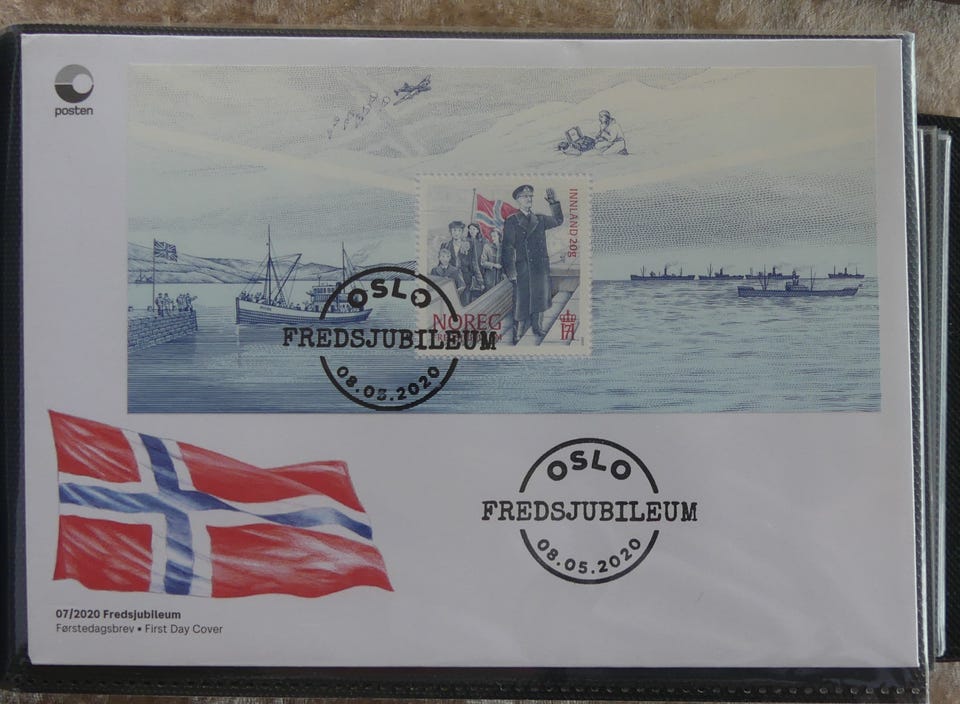 posten
INNLAND 20g
NOREG
OSLO
FREDSJUBILEUM
08.05.2020
OSLO
FREDSJUBILEUM
08.05.2020
07/2020 Fredsjubileum
Førstedagsbrev • First Day Cover